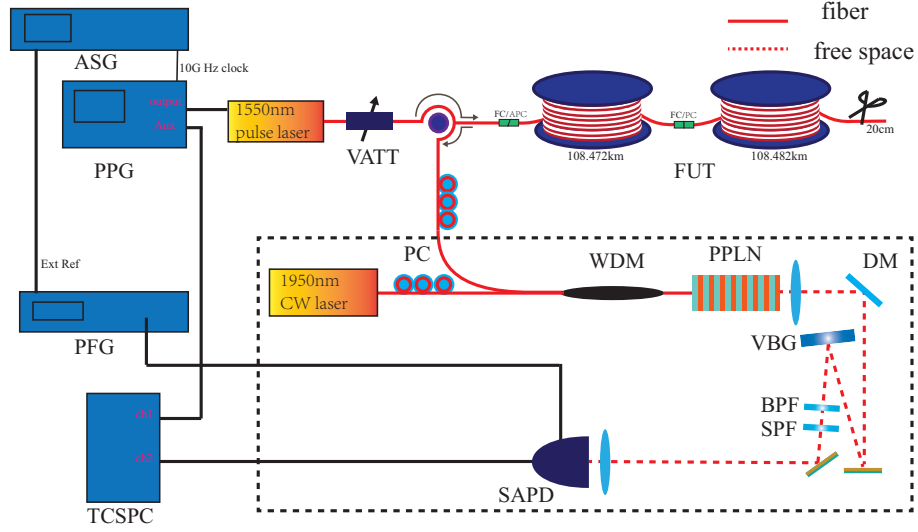 fiber
free space
ASG
10G Hz clock
output
Aux
PPG
1550nm
pulse laser
VATT
FC/APC
FC/PC
20cm
108.472km
108.482km
FUT
PC
WDM
PPLN
DM
1950nm
CW laser
Ext Ref
VBG
PFG
BPF
SPF
ch1
ch2
SAPD
TCSPC